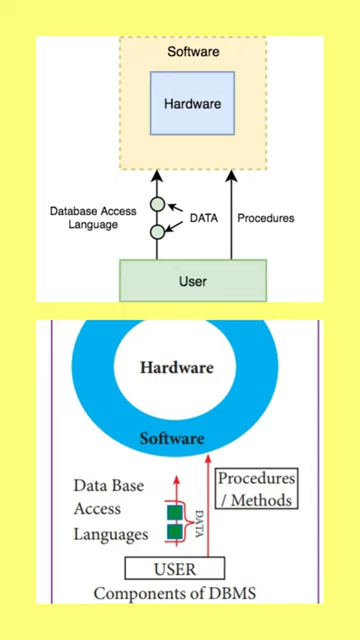 Software
Hardware
Database Access
Language
DATA
Procedures
User
Hardware
Software
Data Base
Access
Languages
DATA
Procedures
/ Methods
USER
Components of DBMS